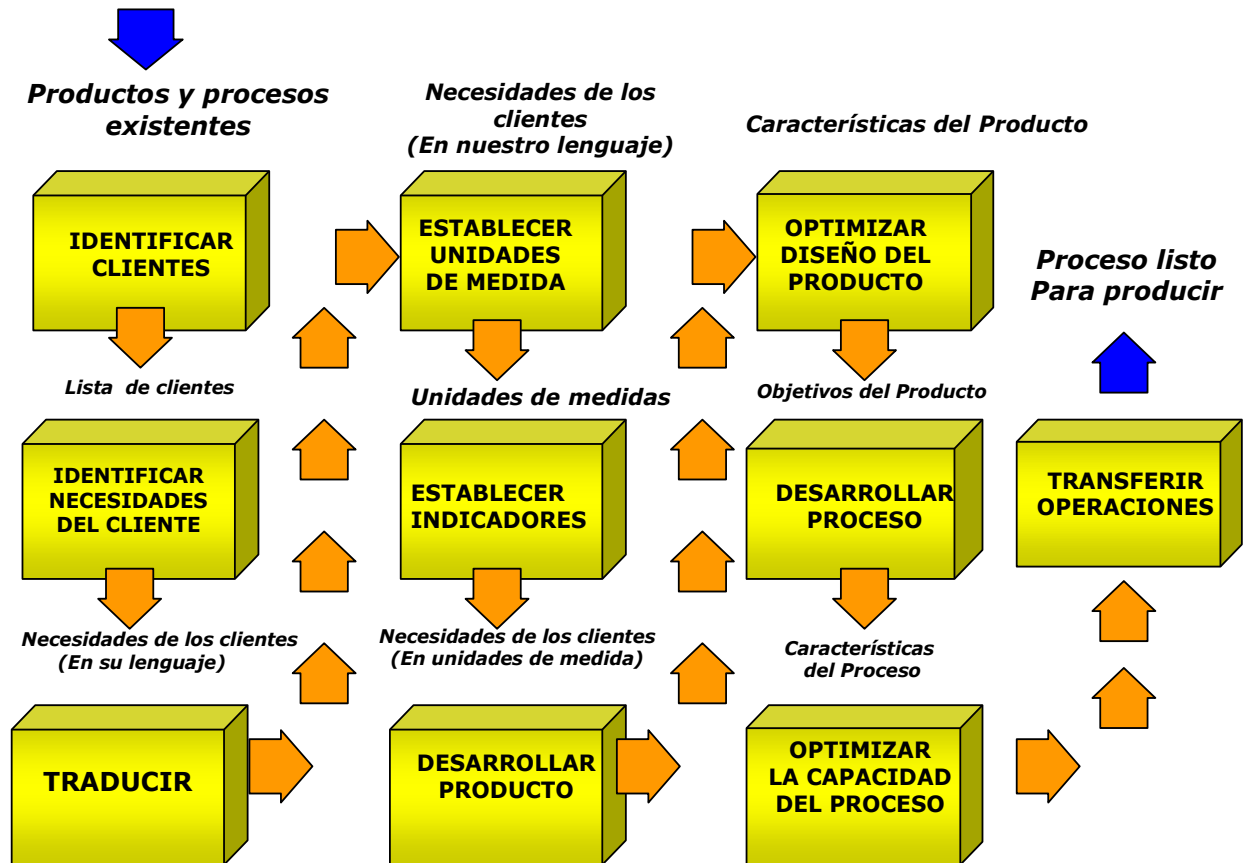 Productos y procesos
existentes
IDENTIFICAR
CLIENTES
Lista de clientes
IDENTIFICAR
NECESIDADES
DEL CLIENTE
Necesidades de los clientes
(En su lenguaje)
TRADUCIR
Necesidades de los
clientes
(En nuestro lenguaje)
ESTABLECER
UNIDADES
DE MEDIDA
Unidades de medidas
ESTABLECER
INDICADORES
Necesidades de los clientes
(En unidades de medida)
DESARROLLAR
PRODUCTO
Características del Producto
OPTIMIZAR
DISEÑO DEL
PRODUCTO
Objetivos del Producto
DESARROLLAR
PROCESO
Características
del Proceso
OPTIMIZAR
LA CAPACIDAD
DEL PROCESO
TRANSFERIR
OPERACIONES
Proceso listo
Para producir